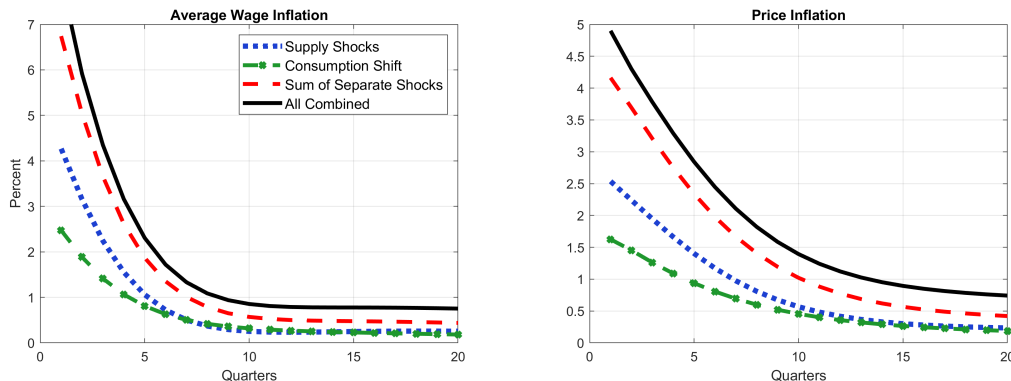 Average Wage Inflation
7
6
5
4
3
2
1
0
Percent
0 5 10 15 20
Quarters
Supply Shocks
Consumption Shift
Sum of Separate Shocks
All Combined
Price Inflation
5
4.5
4
3.5
3
2.5
2
1.5
1
0.5
0
0 5 10 15 20
Quarters